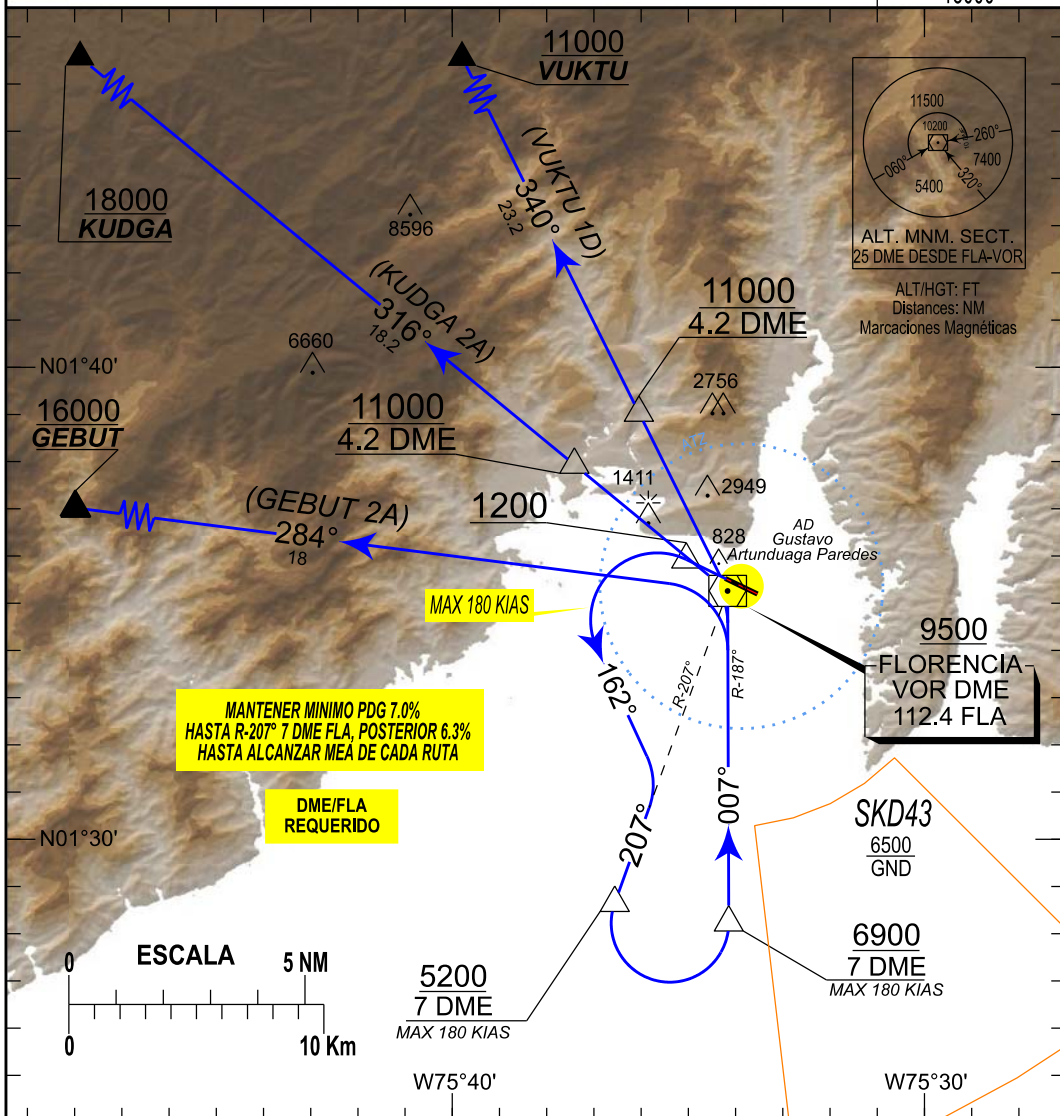 11000
VUKTU
18000
KUDGA
(VUKTU 1D)
340°
23.2
8596
(KUDGA 2A)
316°
18.2
11500
10200
260°
060°
7400
320°
5400
ALT. MNM. SECT.
25 DME DESDE FLA-VOR
ALT/HGT: FT
Distances: NM
Marcaciones Magnéticas
11000
4.2 DME
N01°40'
6660
2756
16000
GEBUT
11000
4.2 DME
1411
2949
(GEBUT 2A)
284°
18
1200
828
AD
Gustavo
Artunduaga Paredes
MAX 180 KIAS
9500
FLORENCIA
VOR DME
112.4 FLA
162°
R-207°
R-187°
MANTENER MINIMO PDG 7.0%
HASTA R-207° 7 DME FLA, POSTERIOR 6.3%
HASTA ALCANZAR MEA DE CADA RUTA
DME/FLA
REQUERIDO
N01°30'
207°
007°
SKD43
6500
GND
ESCALA
0
5 NM
0
10 Km
5200
7 DME
MAX 180 KIAS
6900
7 DME
MAX 180 KIAS
W75°40'
W75°30'